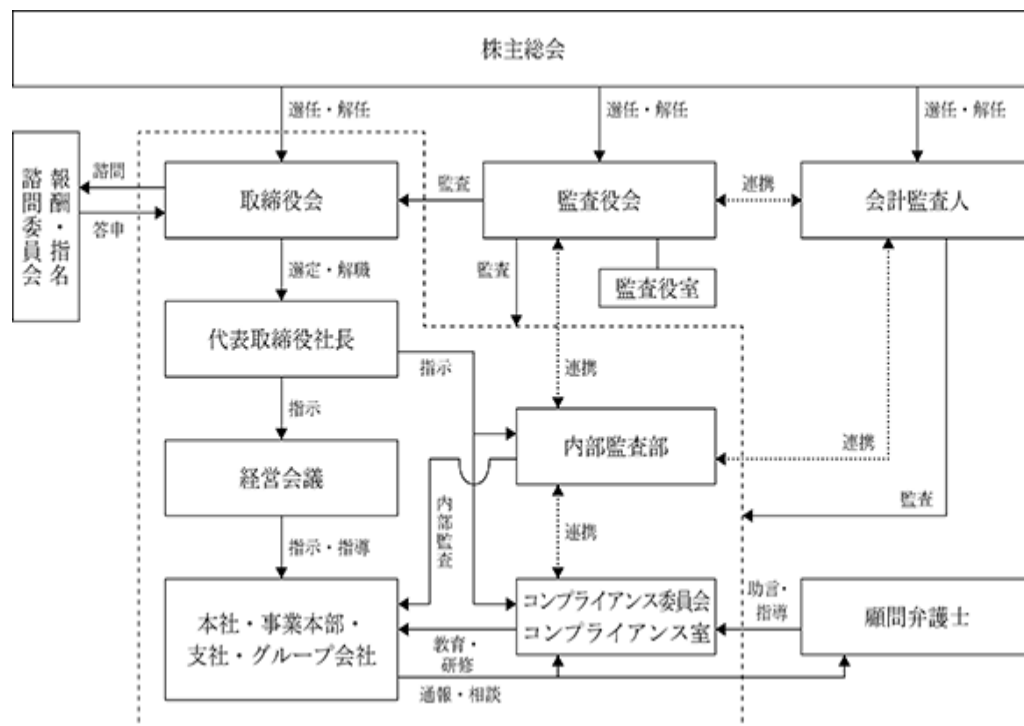 株主総会
選任・解任
選任・解任
選任・解任
報酬・指名
諮問委員会
諮問
答申
取締役会
監査
監査役会
連携
会計監査人
選定・解職
監査
監査役室
代表取締役社長
指示
連携
指示
内部監査部
連携
経営会議
内部監査
監査
指示・指導
連携
本社・事業本部・
支社・グループ会社
コンプライアンス委員会
コンプライアンス室
助言・
指導
顧問弁護士
教育・
研修
通報・相談